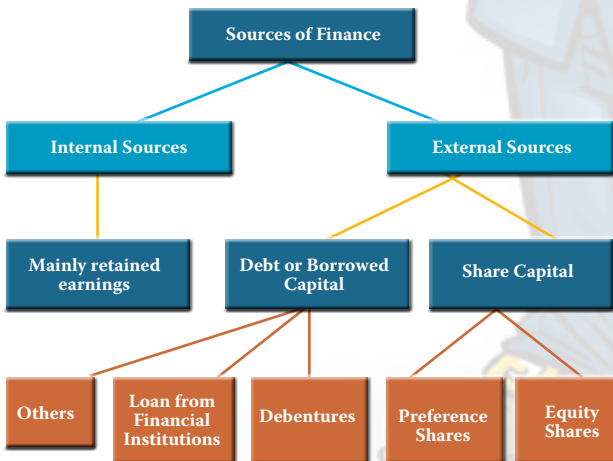 Sources of Finance
Internal Sources
External Sources
Mainly retained
earnings
Debt or Borrowed
Capital
Share Capital
Others
Loan from
Financial
Institutions
Debentures
Preference
Shares
Equity
Shares